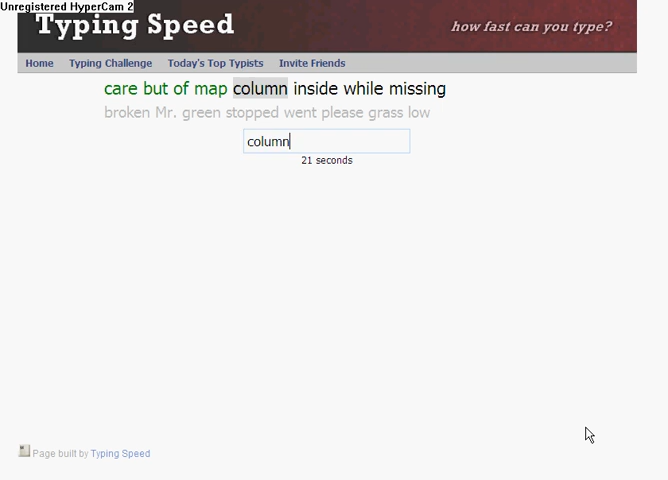 Unregistered HyperCam 2
Typing Speed
how fast can you type?
Home Typing Challenge Today's Top Typists Invite Friends
care but of map column inside while missing
broken Mr. green stopped went please grass low
column
21 seconds
Page built by Typing Speed